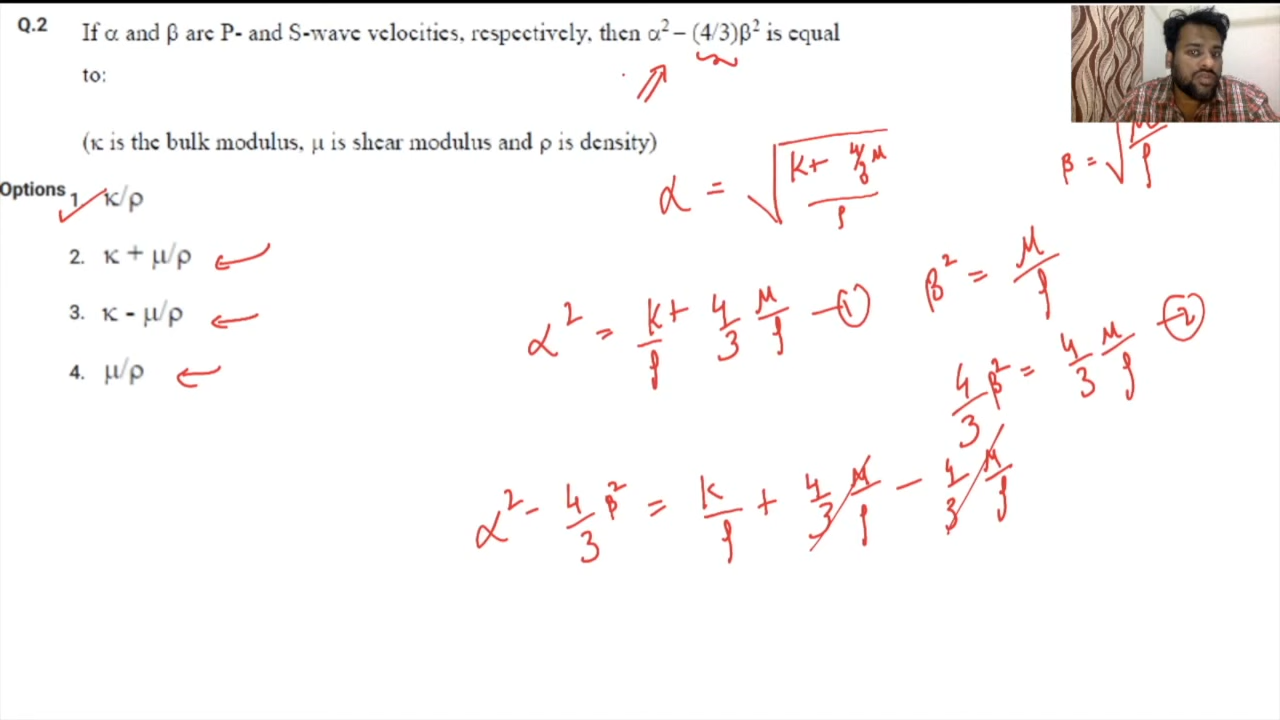 Q.2 If α and β are P- and S-wave velocities, respectively, then α² – (4/3)β² is equal
to:
(κ is the bulk modulus, μ is shear modulus and ρ is density)
Options 1 κ/ρ
2. κ + μ/ρ
3. κ - μ/ρ
4. μ/ρ
α = √((K + 4/3 μ)/ρ)
β = √(μ/ρ)
α² = K/ρ + 4/3 μ/ρ — ①
β² = μ/ρ
4/3 β² = 4/3 μ/ρ — ②
α² - 4/3 β² = K/ρ + 4/3 μ/ρ - 4/3 μ/ρ